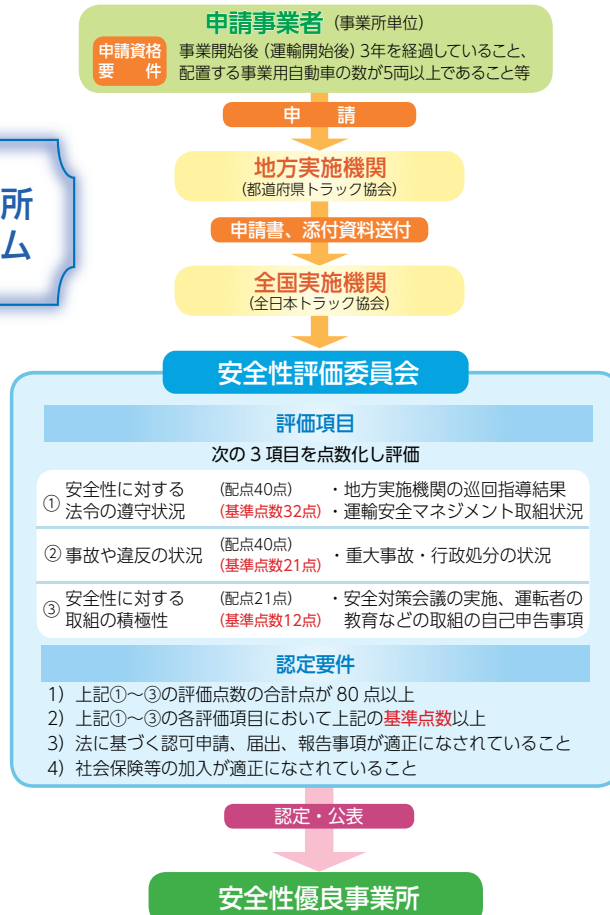 申請事業者 (事業所単位)
申請資格
要 件
事業開始後(運輸開始後)3年を経過していること、
配置する事業用自動車の数が5両以上であること等
申 請
所
ム
地方実施機関
(都道府県トラック協会)
申請書、添付資料送付
全国実施機関
(全日本トラック協会)
安全性評価委員会
評価項目
次の3項目を点数化し評価
① 安全性に対する
法令の遵守状況
(配点40点)
(基準点数32点)
・地方実施機関の巡回指導結果
・運輸安全マネジメント取組状況
② 事故や違反の状況
(配点40点)
(基準点数21点)
・重大事故・行政処分の状況
③ 安全性に対する
取組の積極性
(配点21点)
(基準点数12点)
・安全対策会議の実施、運転者の
教育などの取組の自己申告事項
認定要件
1)上記①~③の評価点数の合計点が80点以上
2)上記①~③の各評価項目において上記の基準点数以上
3)法に基づく認可申請、届出、報告事項が適正になされていること
4)社会保険等の加入が適正になされていること
認定・公表
安全性優良事業所